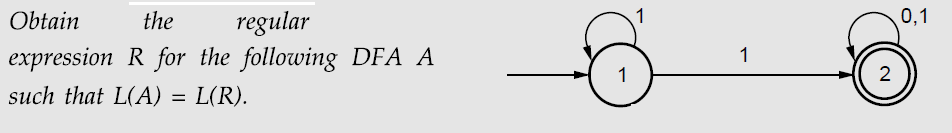 Obtain the regular
expression R for the following DFA A
such that L(A) = L(R).
1
0,1
1
1
2